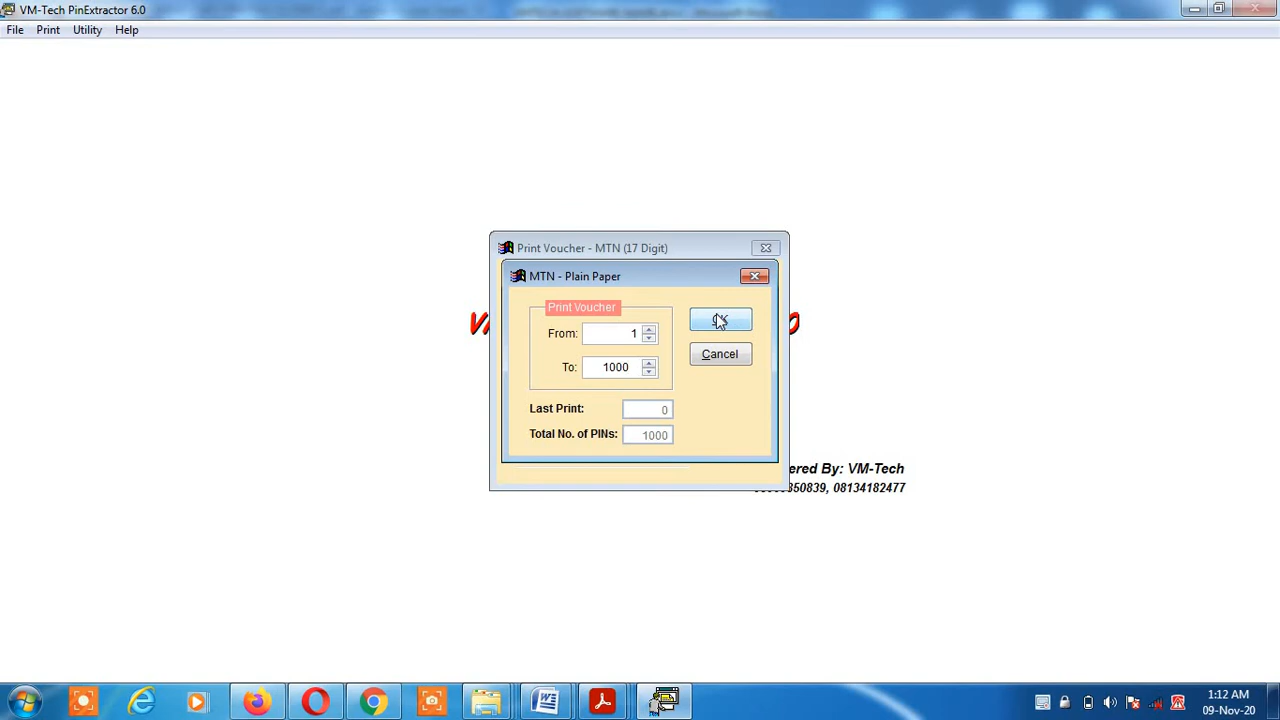 VM-Tech PinExtractor 6.0
File Print Utility Help
Print Voucher - MTN (17 Digit)
MTN - Plain Paper
Print Voucher
From: 1
To: 1000
Cancel
Last Print: 0
Total No. of PINs: 1000
By: VM-Tech
08134182477
1:12 AM
09-Nov-20